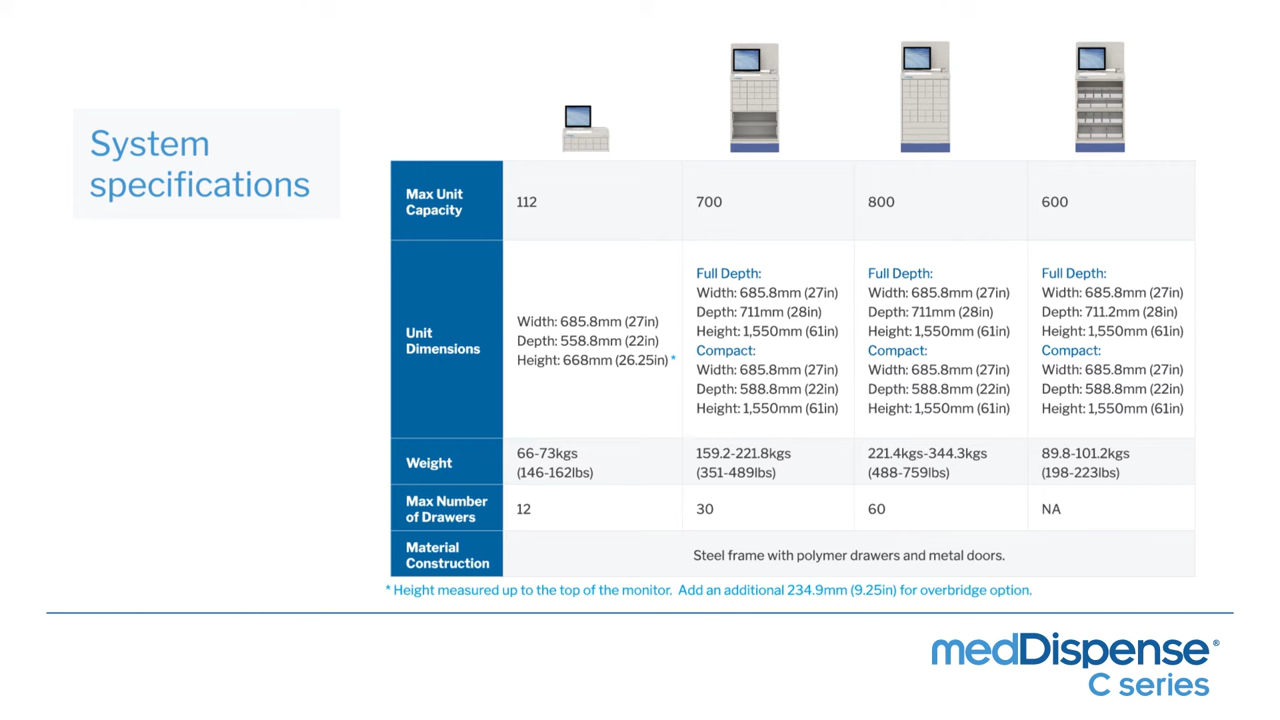 System
specifications
Max Unit
Capacity
112
700
800
600
Unit
Dimensions
Width: 685.8mm (27in)
Depth: 558.8mm (22in)
Height: 668mm (26.25in) *
Full Depth:
Width: 685.8mm (27in)
Depth: 711mm (28in)
Height: 1,550mm (61in)
Compact:
Width: 685.8mm (27in)
Depth: 588.8mm (22in)
Height: 1,550mm (61in)
Full Depth:
Width: 685.8mm (27in)
Depth: 711mm (28in)
Height: 1,550mm (61in)
Compact:
Width: 685.8mm (27in)
Depth: 588.8mm (22in)
Height: 1,550mm (61in)
Full Depth:
Width: 685.8mm (27in)
Depth: 711.2mm (28in)
Height: 1,550mm (61in)
Compact:
Width: 685.8mm (27in)
Depth: 588.8mm (22in)
Height: 1,550mm (61in)
Weight
66-73kgs
(146-162lbs)
159.2-221.8kgs
(351-489lbs)
221.4kgs-344.3kgs
(488-759lbs)
89.8-101.2kgs
(198-223lbs)
Max Number
of Drawers
12
30
60
NA
Material
Construction
Steel frame with polymer drawers and metal doors.
* Height measured up to the top of the monitor. Add an additional 234.9mm (9.25in) for overbridge option.
medDispense®
C series